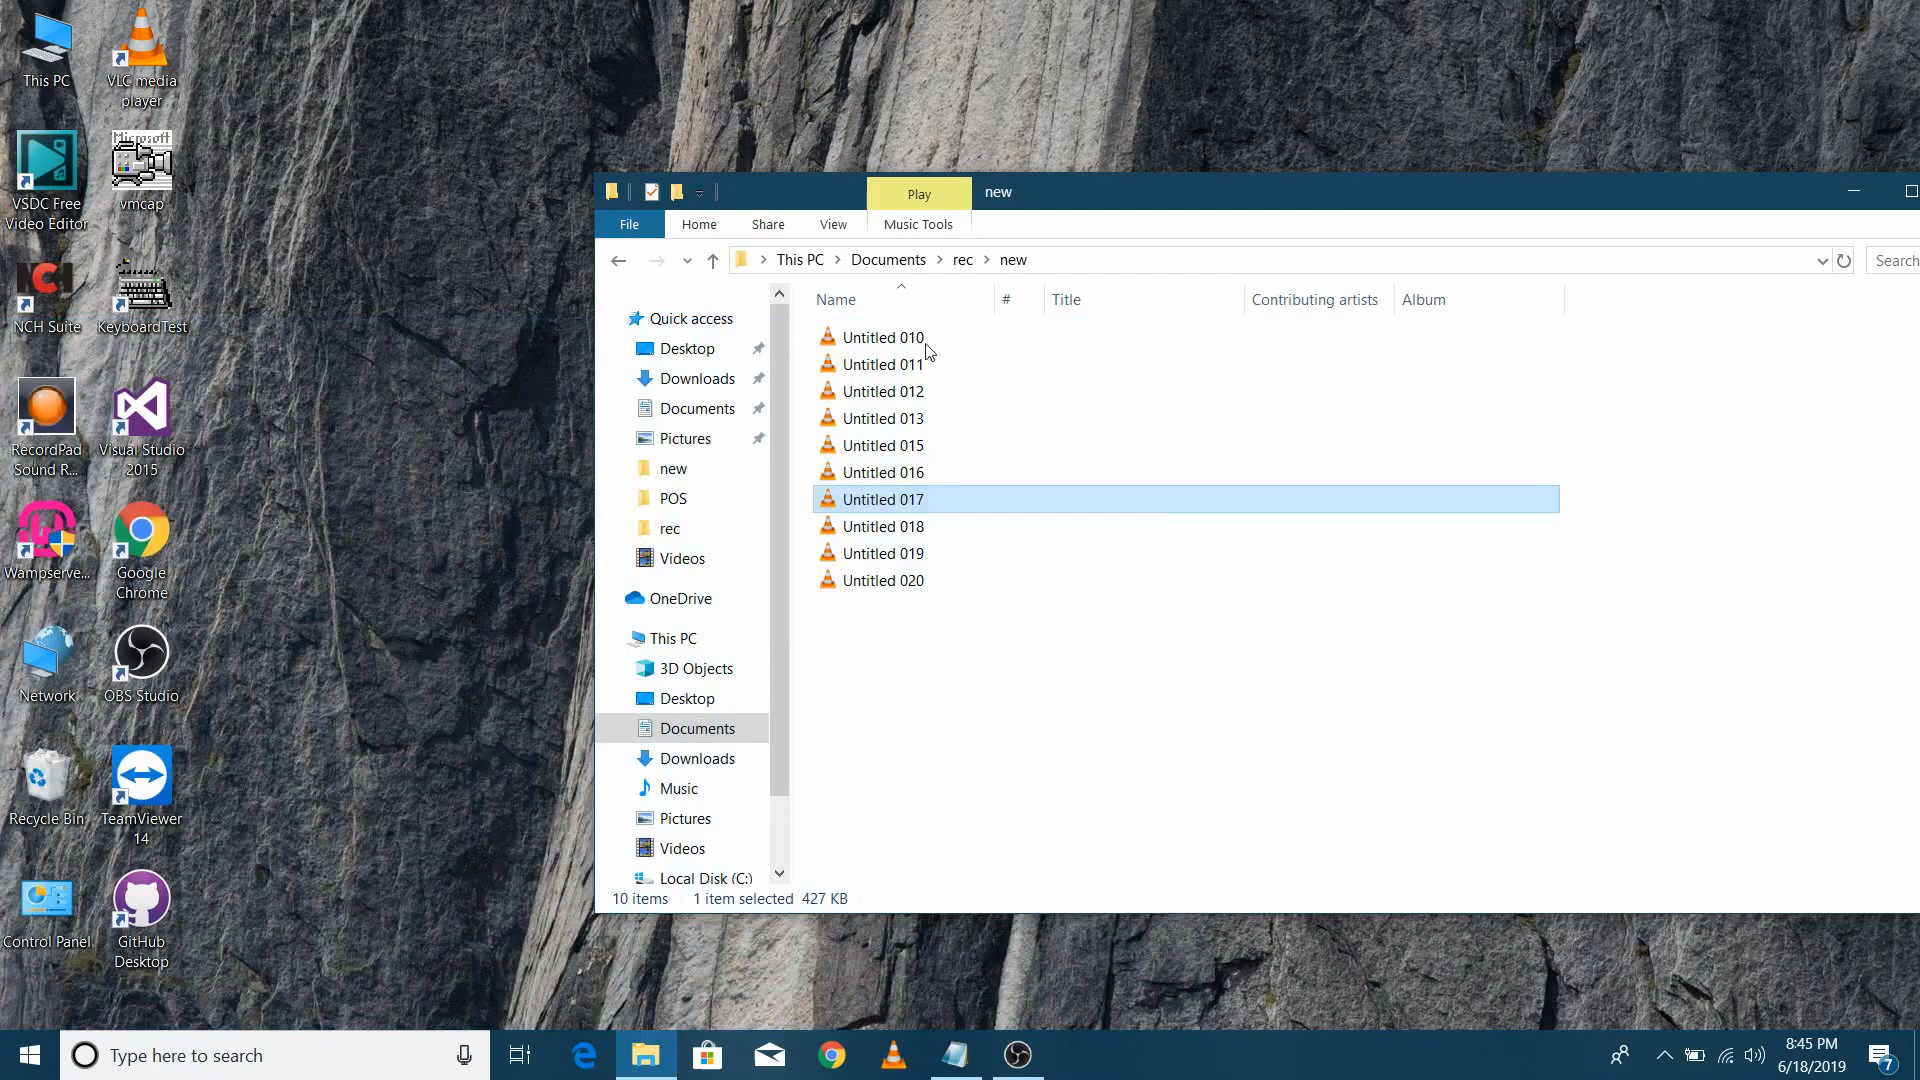 This PC
VLC media
player
VSDC Free
Video Editor
Microsoft
vmcap
NCH
NCH Suite
KeyboardTest
RecordPad
Sound R...
Visual Studio
2015
Wampserve...
Google
Chrome
Network
OBS Studio
Recycle Bin
TeamViewer
14
Control Panel
GitHub
Desktop
Play
new
File
Home
Share
View
Music Tools
This PC
Documents
rec
new
Search
Name
#
Title
Contributing artists
Album
Quick access
Desktop
Downloads
Documents
Pictures
new
POS
rec
Videos
OneDrive
This PC
3D Objects
Desktop
Documents
Downloads
Music
Pictures
Videos
Local Disk (C:)
Untitled 010
Untitled 011
Untitled 012
Untitled 013
Untitled 015
Untitled 016
Untitled 017
Untitled 018
Untitled 019
Untitled 020
10 items
1 item selected 427 KB
Type here to search
8:45 PM
6/18/2019
7